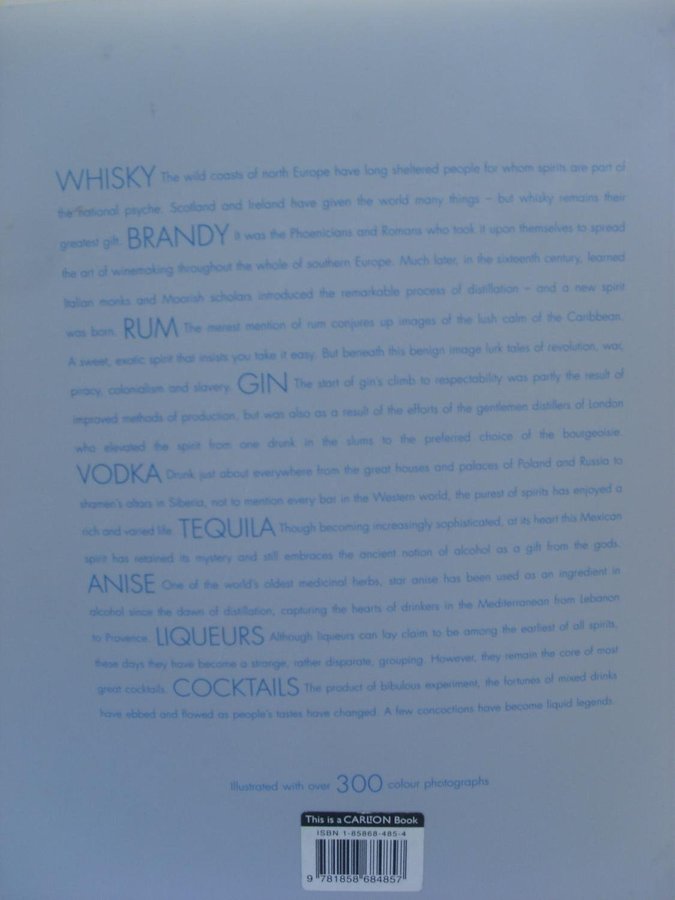 WHISKY The wild coasts of north Europe have long sheltered people for whom spirits are part of
the national psyche. Scotland and Ireland have given the world many things – but whisky remains their
greatest gift. BRANDY It was the Phoenicians and Romans who took it upon themselves to spread
the art of winemaking throughout the whole of southern Europe. Much later, in the sixteenth century, learned
Italian monks and Moorish scholars introduced the remarkable process of distillation – and a new spirit
was born. RUM The merest mention of rum conjures up images of the lush calm of the Caribbean.
A sweet, exotic spirit that insists you take it easy. But beneath this benign image lurk tales of revolution, war,
piracy, colonialism and slavery. GIN The start of gin's climb to respectability was partly the result of
improved methods of production, but was also as a result of the efforts of the gentlemen distillers of London
who elevated the spirit from one drunk in the slums to the preferred choice of the bourgeoisie.
VODKA Drunk just about everywhere from the great houses and palaces of Poland and Russia to
shamen's altars in Siberia, not to mention every bar in the Western world, the purest of spirits has enjoyed a
rich and varied life. TEQUILA Though becoming increasingly sophisticated, at its heart this Mexican
spirit has retained its mystery and still embraces the ancient notion of alcohol as a gift from the gods.
ANISE One of the world's oldest medicinal herbs, star anise has been used as an ingredient in
alcohol since the dawn of distillation, capturing the hearts of drinkers in the Mediterranean from Lebanon
to Provence. LIQUEURS Although liqueurs can lay claim to be among the earliest of all spirits,
these days they have become a strange, rather disparate, grouping. However, they remain the core of most
great cocktails. COCKTAILS The product of bibulous experiment, the fortunes of mixed drinks
have ebbed and flowed as people's tastes have changed. A few concoctions have become liquid legends.
Illustrated with over 300 colour photographs
This is a CARLTON Book
ISBN 1-85868-485-4
9 781858 684857